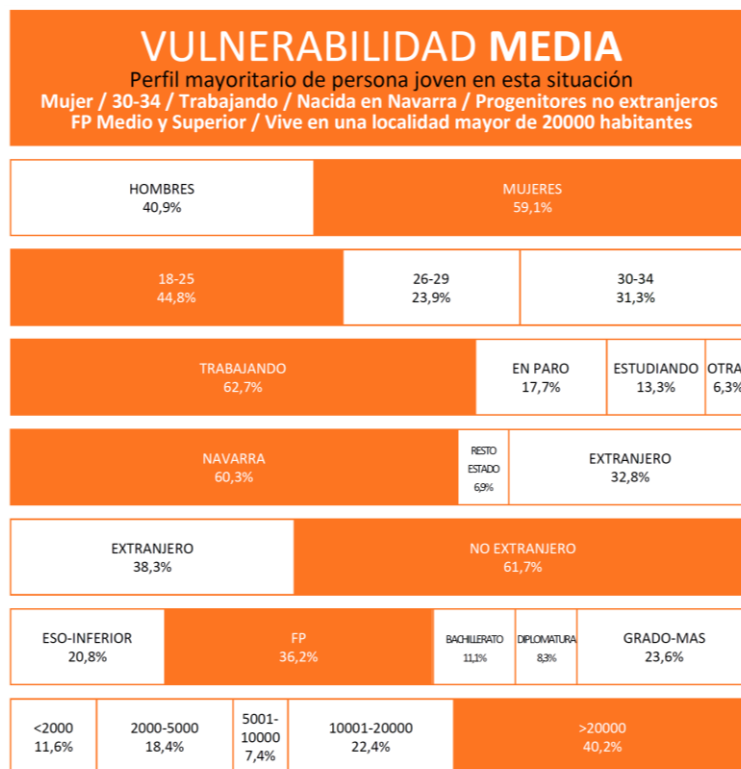 VULNERABILIDAD MEDIA
Perfil mayoritario de persona joven en esta situación
Mujer / 30-34 / Trabajando / Nacida en Navarra / Progenitores no extranjeros
FP Medio y Superior / Vive en una localidad mayor de 20000 habitantes
HOMBRES
40,9%
MUJERES
59,1%
18-25
44,8%
26-29
23,9%
30-34
31,3%
TRABAJANDO
62,7%
EN PARO
17,7%
ESTUDIANDO
13,3%
OTRA
6,3%
NAVARRA
60,3%
RESTO
ESTADO
6,9%
EXTRANJERO
32,8%
EXTRANJERO
38,3%
NO EXTRANJERO
61,7%
ESO-INFERIOR
20,8%
FP
36,2%
BACHILLERATO
11,1%
DIPLOMATURA
8,3%
GRADO-MAS
23,6%
<2000
11,6%
2000-5000
18,4%
5001-
10000
7,4%
10001-20000
22,4%
>20000
40,2%